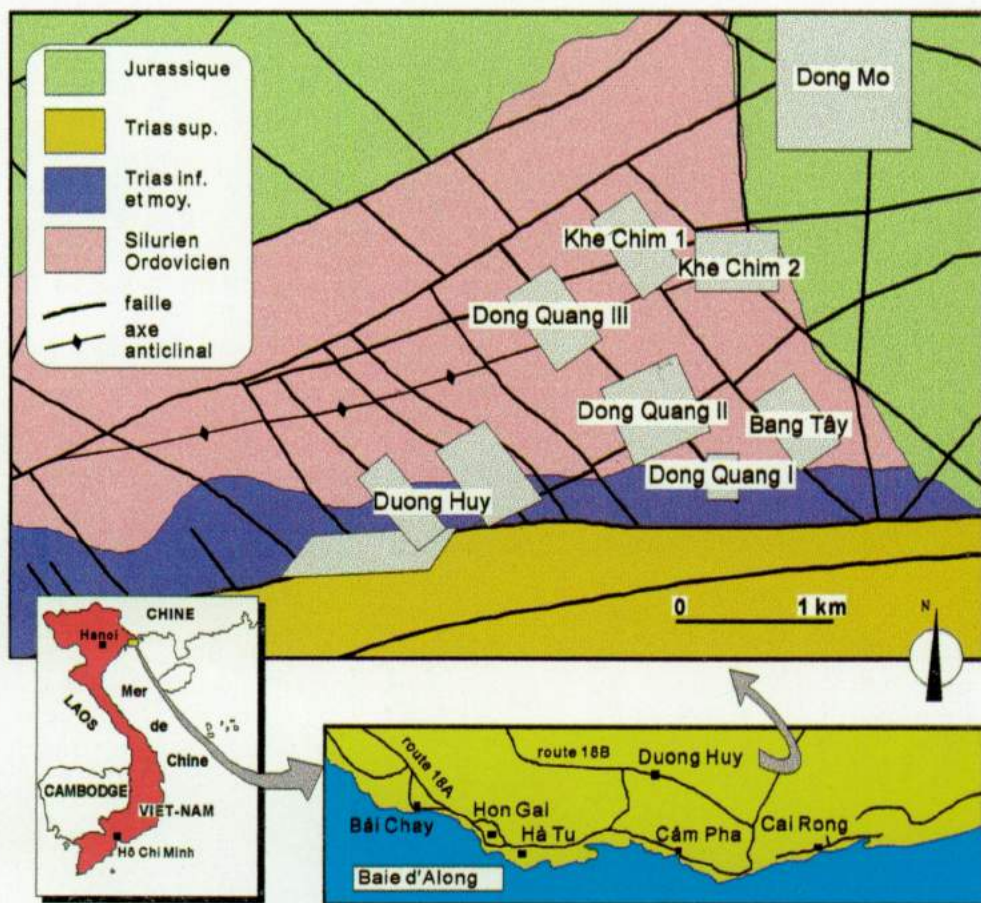 Jurassique
Trias sup.
Trias inf.
et moy.
Silurien
Ordovicien
faille
axe
anticlinal
Dong Mo
Khe Chim 1
Khe Chim 2
Dong Quang III
Dong Quang II
Bang Tây
Dong Quang I
Duong Huy
0 1 km
N
CHINE
Hanoi
LAOS
Mer
de
Chine
CAMBODGE
VIET-NAM
Hô Chi Minh
route 18A
route 18B
Duong Huy
Bâi Chay
Hon Gai
Hà Tu
Câm Pha
Cai Rong
Baie d'Along